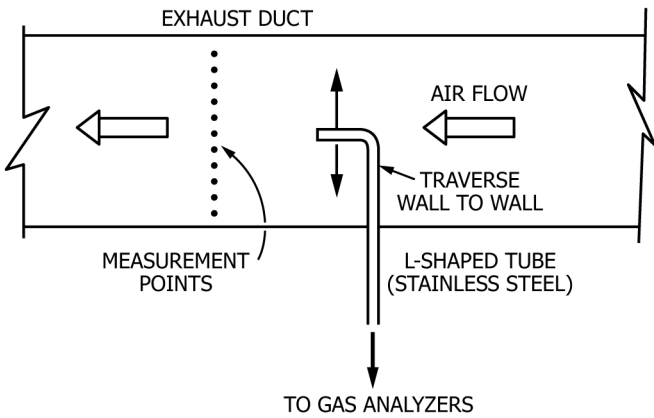 EXHAUST DUCT
AIR FLOW
TRAVERSE
WALL TO WALL
MEASUREMENT
POINTS
L-SHAPED TUBE
(STAINLESS STEEL)
TO GAS ANALYZERS